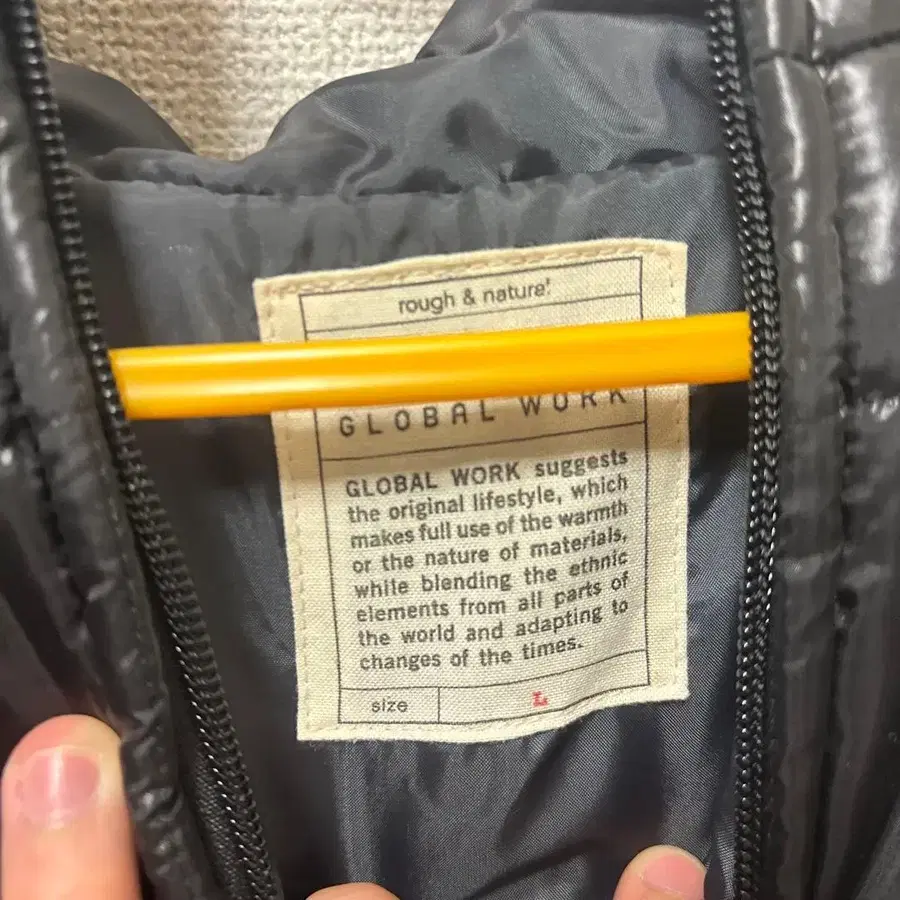 rough & nature!
GLOBAL WORK
GLOBAL WORK suggests
the original lifestyle, which
makes full use of the warmth
or the nature of materials,
while blending the ethnic
elements from all parts of
the world and adapting to
changes of the times.
size L